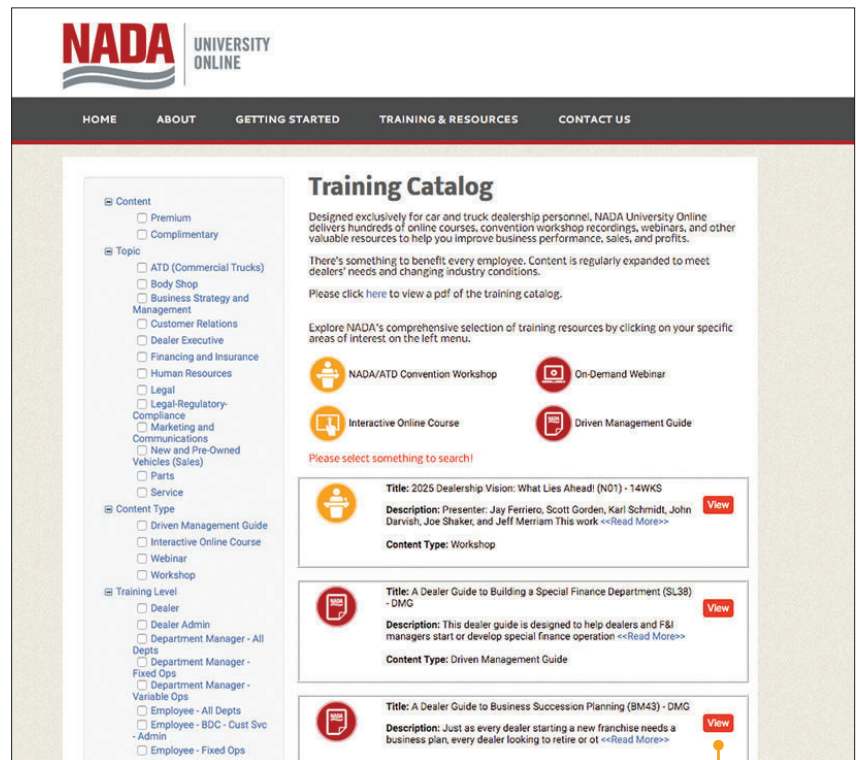 NADA UNIVERSITY
ONLINE
HOME ABOUT GETTING STARTED TRAINING & RESOURCES CONTACT US
Content
Premium
Complimentary
Topic
ATD (Commercial Trucks)
Body Shop
Business Strategy and
Management
Customer Relations
Dealer Executive
Financing and Insurance
Human Resources
Legal
Legal-Regulatory-
Compliance
Marketing and
Communications
New and Pre-Owned
Vehicles (Sales)
Parts
Service
Content Type
Driven Management Guide
Interactive Online Course
Webinar
Workshop
Training Level
Dealer
Dealer Admin
Department Manager - All
Depts
Department Manager -
Fixed Ops
Department Manager -
Variable Ops
Employee - All Depts
Employee - BDC - Cust Svc
- Admin
Employee - Fixed Ops
Training Catalog
Designed exclusively for car and truck dealership personnel, NADA University Online
delivers hundreds of online courses, convention workshop recordings, webinars, and other
valuable resources to help you improve business performance, sales, and profits.
There's something to benefit every employee. Content is regularly expanded to meet
dealers' needs and changing industry conditions.
Please click here to view a pdf of the training catalog.
Explore NADA's comprehensive selection of training resources by clicking on your specific
areas of interest on the left menu.
NADA/ATD Convention Workshop
On-Demand Webinar
Interactive Online Course
NADA
Driven Management Guide
Please select something to search!
Title: 2025 Dealership Vision: What Lies Ahead! (N01) - 14WKS
Description: Presenter: Jay Ferriero, Scott Gorden, Karl Schmidt, John
Darvish, Joe Shaker, and Jeff Merriam This work <<Read More>>
Content Type: Workshop
View
NADA
Title: A Dealer Guide to Building a Special Finance Department (SL38)
- DMG
Description: This dealer guide is designed to help dealers and F&I
managers start or develop special finance operation <<Read More>>
Content Type: Driven Management Guide
View
NADA
Title: A Dealer Guide to Business Succession Planning (BM43) - DMG
Description: Just as every dealer starting a new franchise needs a
business plan, every dealer looking to retire or ot <<Read More>>
View